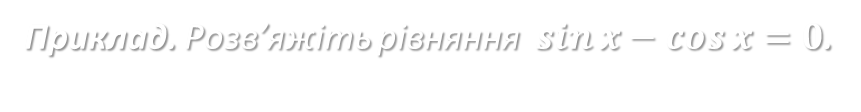 Приклад. Розв’яжіть рівняння sin x − cos x = 0.